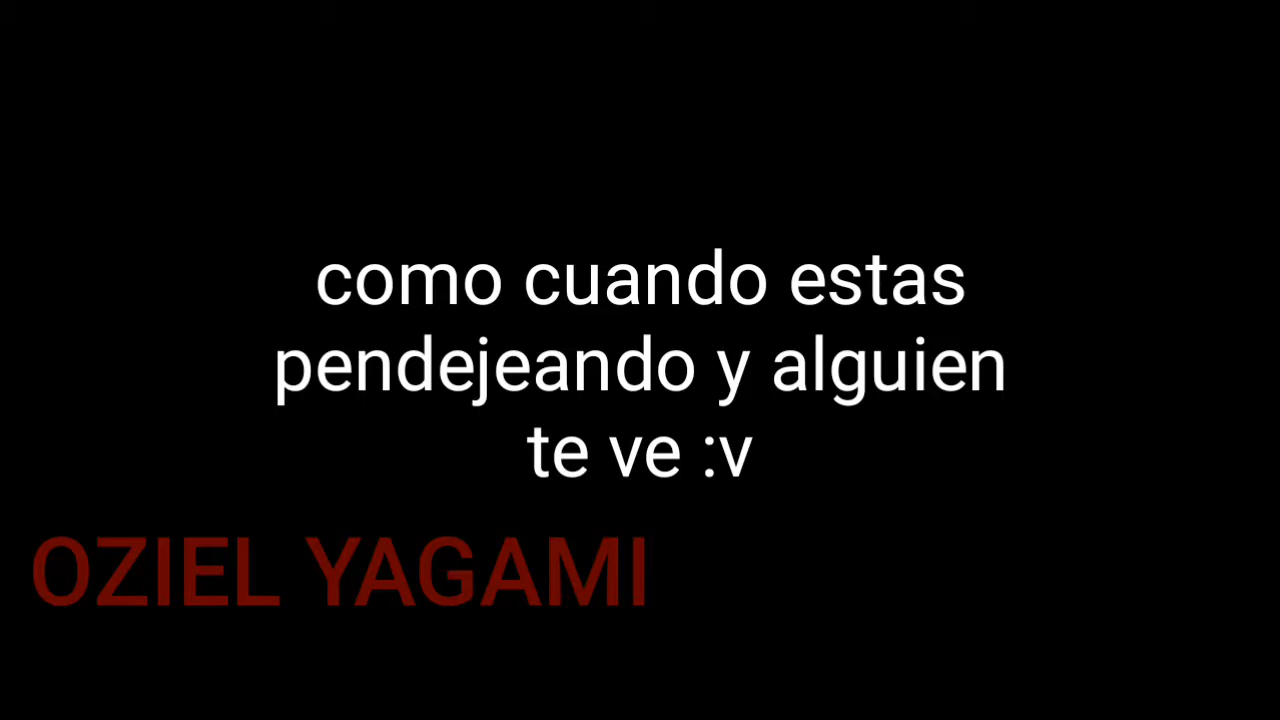 como cuando estas
pendejeando y alguien
te ve :v
OZIEL YAGAMI